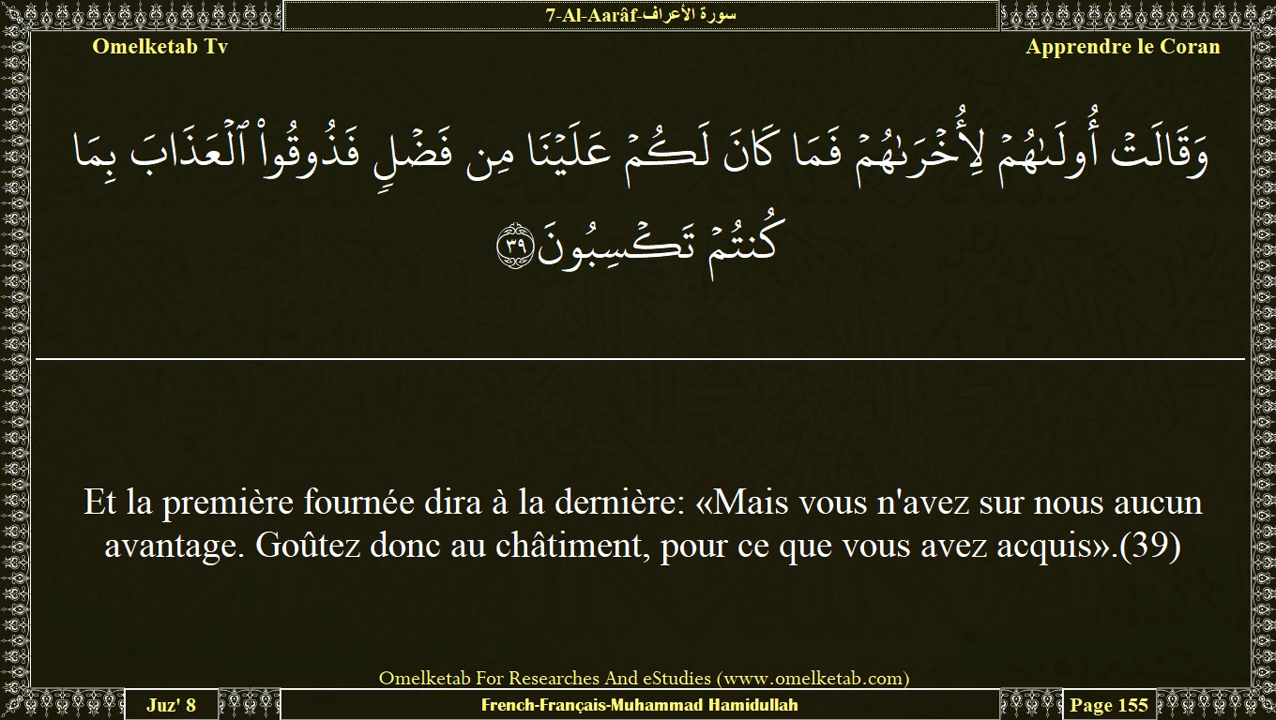 7-Al-Aarâf-سورة الأعراف
Omelketab Tv
Apprendre le Coran
وَقَالَتۡ أُولَىٰهُمۡ لِأُخۡرَىٰهُمۡ فَمَا كَانَ لَكُمۡ عَلَيۡنَا مِن فَضۡلٖ فَذُوقُواْ ٱلۡعَذَابَ بِمَا
كُنتُمۡ تَكۡسِبُونَ ٣٩
Et la première fournée dira à la dernière: «Mais vous n'avez sur nous aucun
avantage. Goûtez donc au châtiment, pour ce que vous avez acquis».(39)
Omelketab For Researches And eStudies (www.omelketab.com)
Juz' 8
French-Français-Muhammad Hamidullah
Page 155